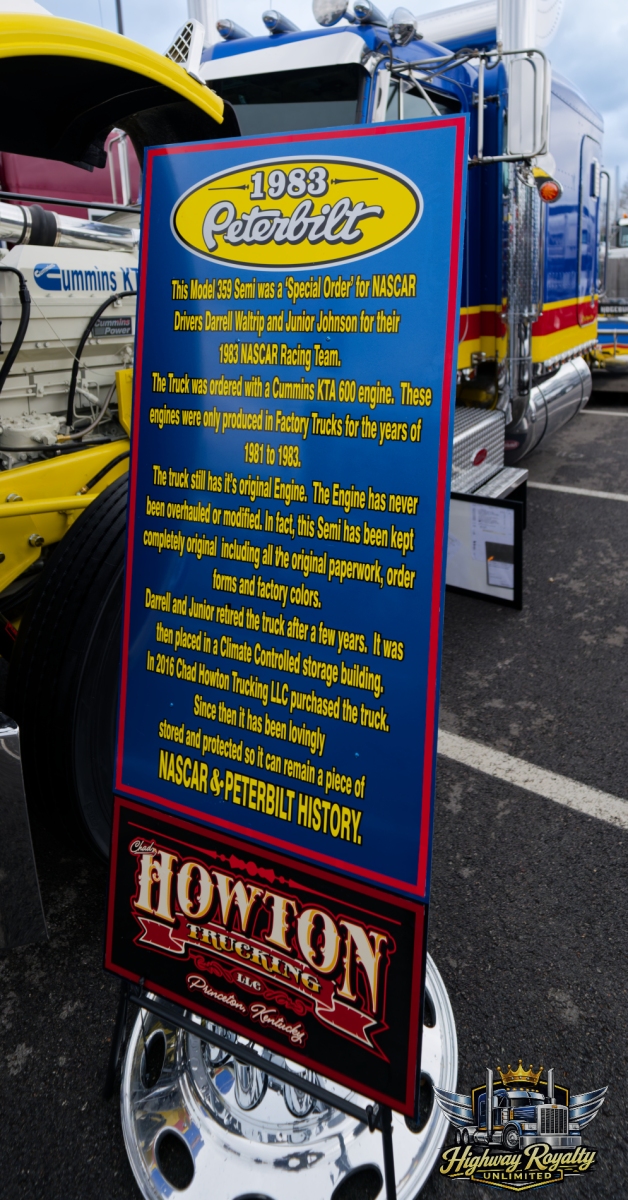 1983
Peterbilt
This Model 359 Semi was a 'Special Order' for NASCAR
Drivers Darrell Waltrip and Junior Johnson for their
1983 NASCAR Racing Team.
The Truck was ordered with a Cummins KTA 600 engine. These
engines were only produced in Factory Trucks for the years of
1981 to 1983.
The truck still has it's original Engine. The Engine has never
been overhauled or modified. In fact, this Semi has been kept
completely original including all the original paperwork, order
forms and factory colors.
Darrell and Junior retired the truck after a few years. It was
then placed in a Climate Controlled storage building.
In 2016 Chad Howton Trucking LLC purchased the truck.
Since then it has been lovingly
stored and protected so it can remain a piece of
NASCAR & PETERBILT HISTORY.
Chad
HOWTON
TRUCKING
LLC
Princeton, Kentucky
Cummins KT
Cummins
Power
Highway Royalty
UNLIMITED